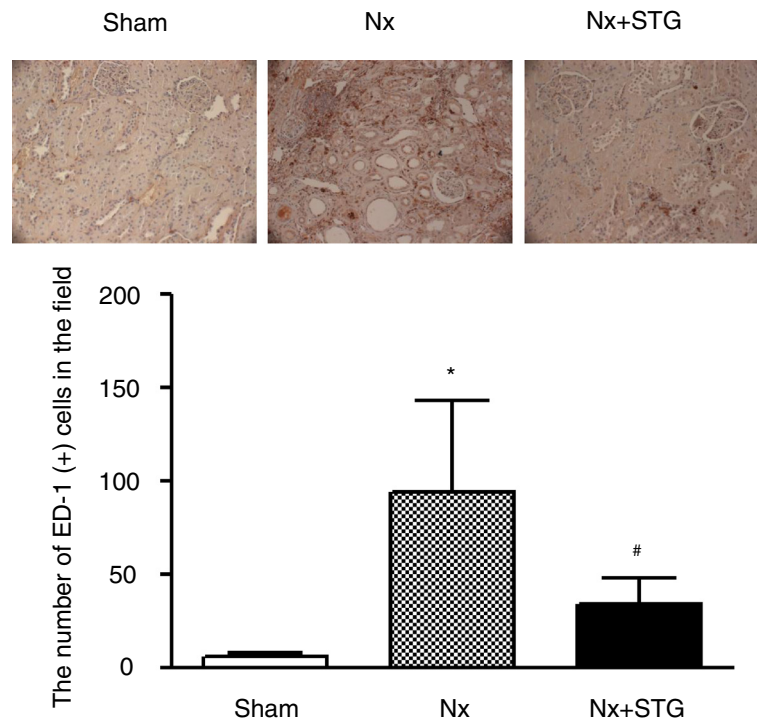 Sham
Nx
Nx+STG
The number of ED-1 (+) cells in the field
200
150
100
50
0
*
#
Sham
Nx
Nx+STG